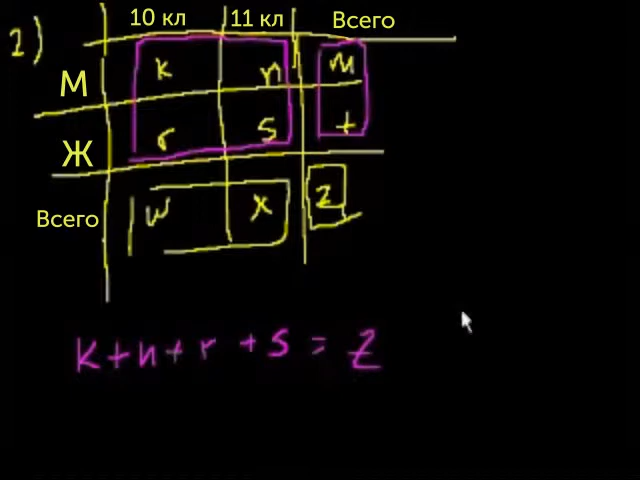 2) 10 кл 11 кл Всего
М k n m
Ж r s t
Всего w x z
k+n+r+s=z